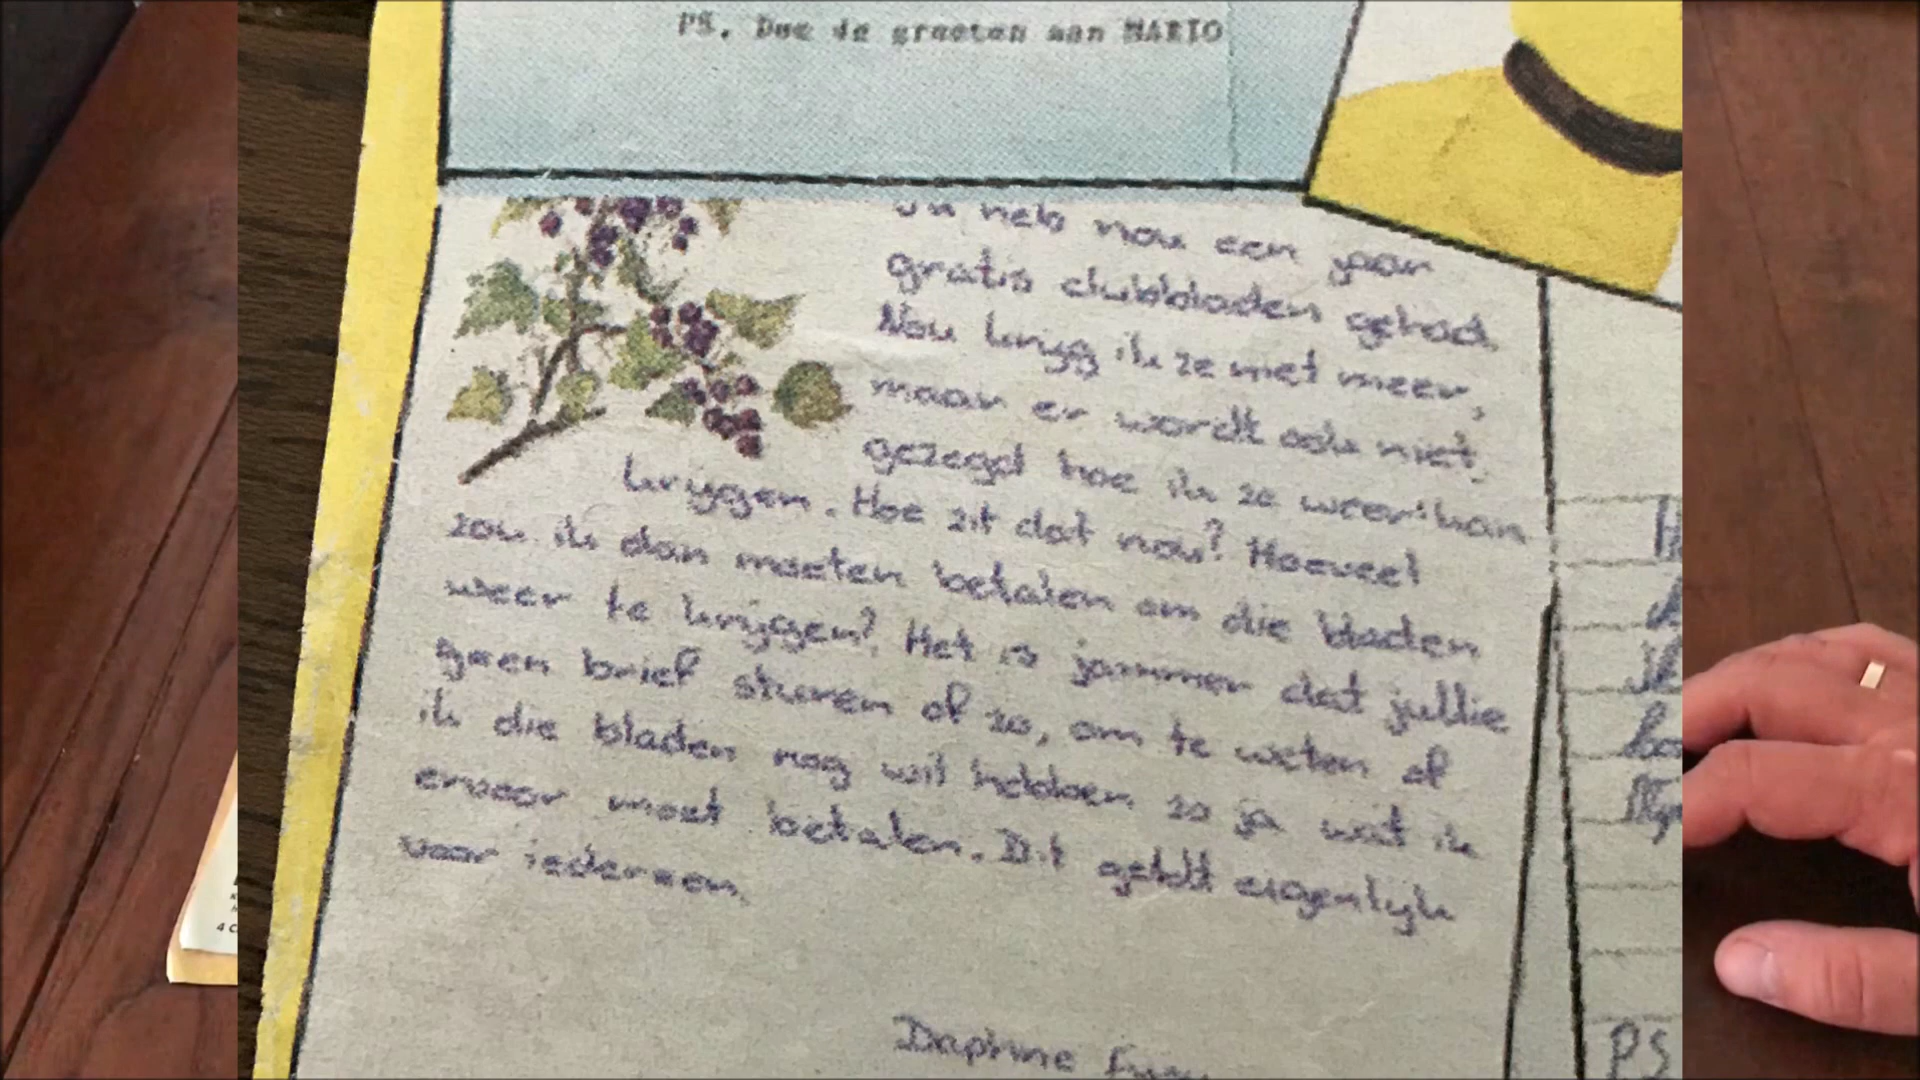 PS. Doe de groeten aan MARIO
Ik heb nou een jaar
gratis clubbladen gehad.
Nou krijg ik ze niet meer,
maar er wordt ook niet
gezegd hoe ik ze weer kan
krijgen. Hoe zit dat nou? Hoeveel
zou ik dan moeten betalen om die bladen
weer te krijgen? Het is jammer dat jullie
geen brief sturen of zo, om te weten of
ik die bladen nog wil hebben zo ja wat ik
ervoor moet betalen. Dit geldt eigenlijk
voor iedereen.
Daphne
PS
4 C